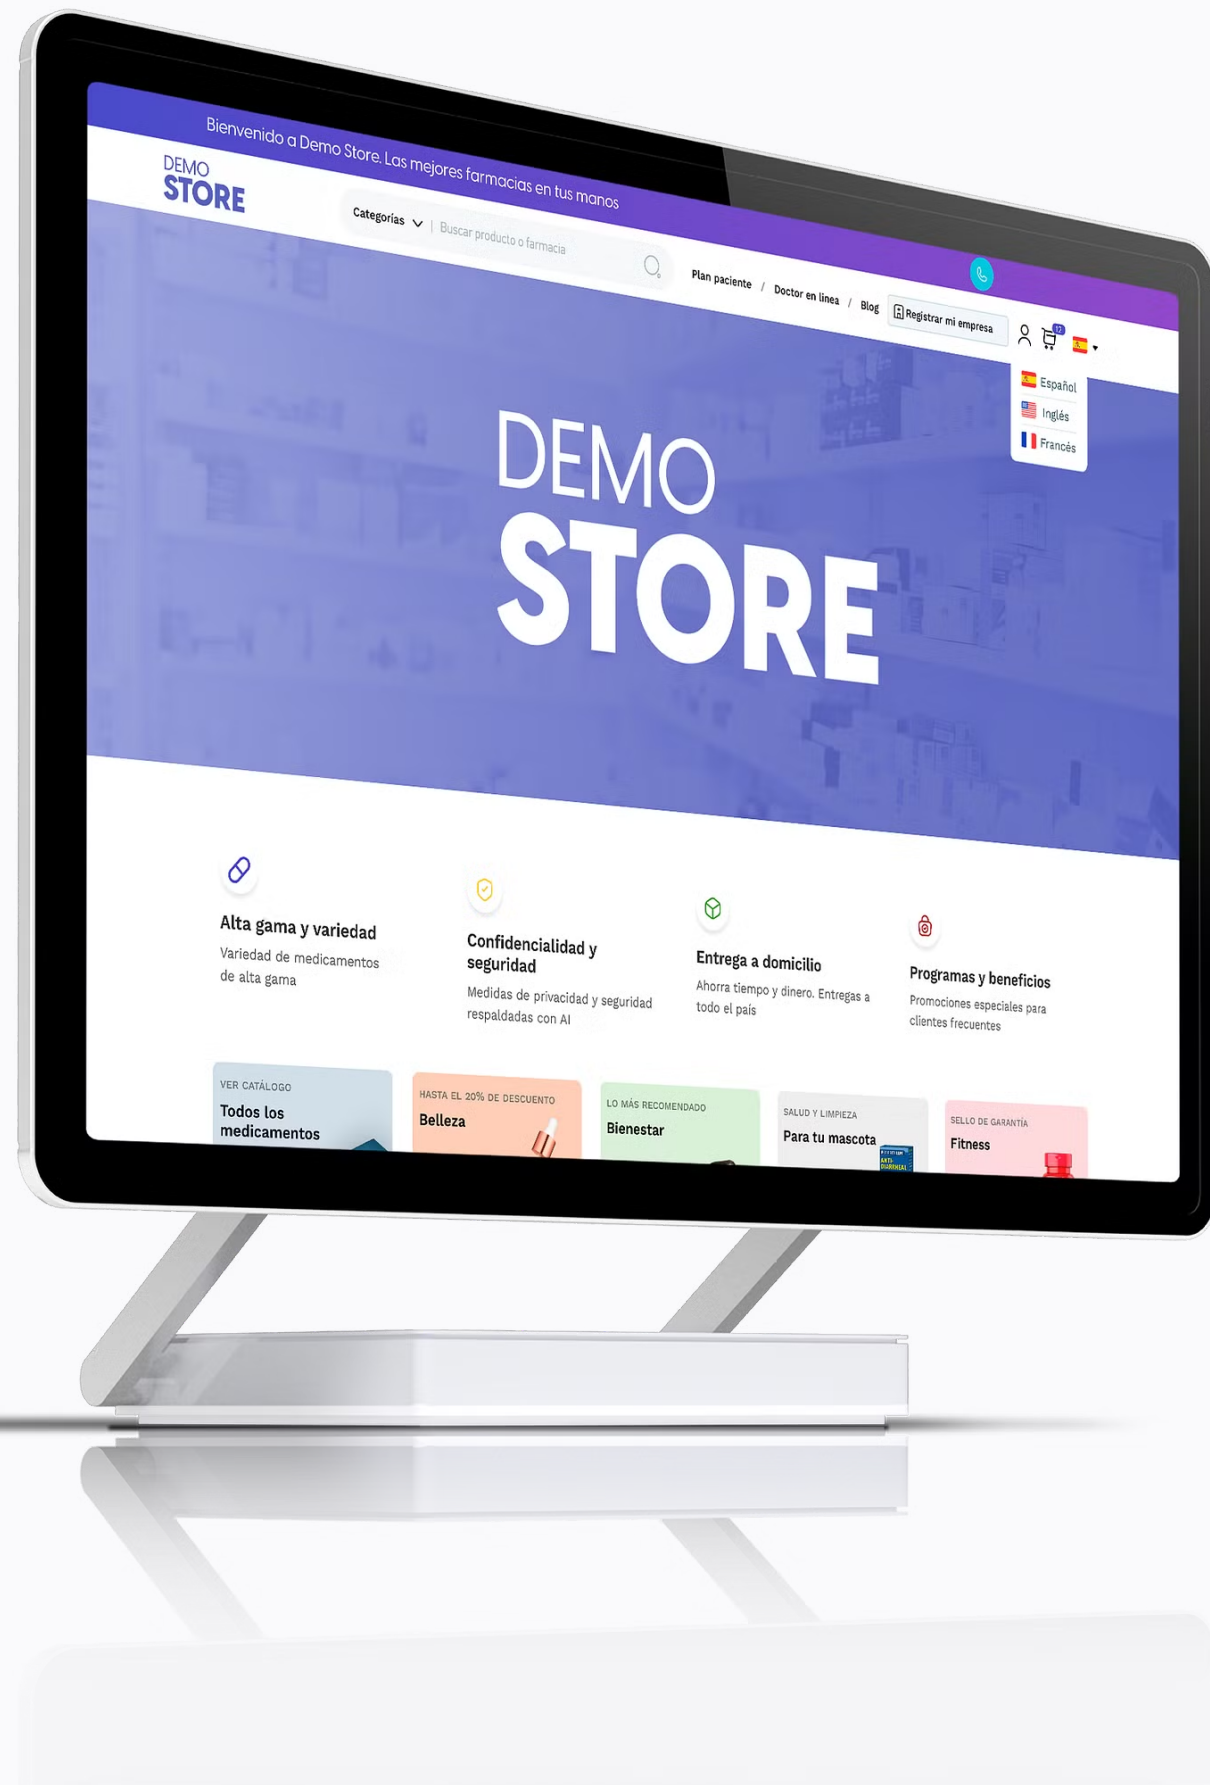 Bienvenido a Demo Store. Las mejores farmacias en tus manos
DEMO
STORE
Categorías
Buscar producto o farmacia
Plan paciente / Doctor en linea / Blog
Registrar mi empresa
12
Español
Inglés
Francés
DEMO
STORE
Alta gama y variedad
Variedad de medicamentos
de alta gama
Confidencialidad y
seguridad
Medidas de privacidad y seguridad
respaldadas con AI
Entrega a domicilio
Ahorra tiempo y dinero. Entregas a
todo el país
Programas y beneficios
Promociones especiales para
clientes frecuentes
VER CATÁLOGO
Todos los
medicamentos
HASTA EL 20% DE DESCUENTO
Belleza
LO MÁS RECOMENDADO
Bienestar
SALUD Y LIMPIEZA
Para tu mascota
ANTI-
DIARRHEAL
SELLO DE GARANTÍA
Fitness